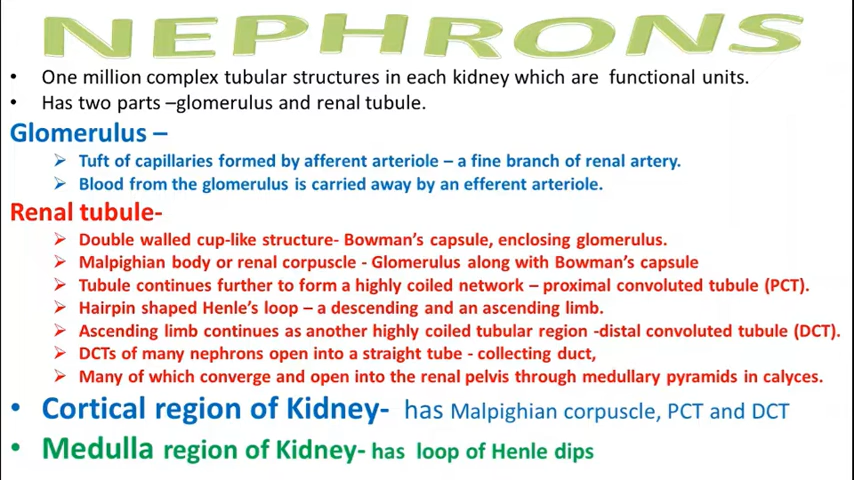 NEPHRONS
• One million complex tubular structures in each kidney which are functional units.
• Has two parts –glomerulus and renal tubule.
Glomerulus –
➢ Tuft of capillaries formed by afferent arteriole – a fine branch of renal artery.
➢ Blood from the glomerulus is carried away by an efferent arteriole.
Renal tubule-
➢ Double walled cup-like structure- Bowman's capsule, enclosing glomerulus.
➢ Malpighian body or renal corpuscle - Glomerulus along with Bowman's capsule
➢ Tubule continues further to form a highly coiled network – proximal convoluted tubule (PCT).
➢ Hairpin shaped Henle's loop – a descending and an ascending limb.
➢ Ascending limb continues as another highly coiled tubular region -distal convoluted tubule (DCT).
➢ DCTs of many nephrons open into a straight tube - collecting duct,
➢ Many of which converge and open into the renal pelvis through medullary pyramids in calyces.
• Cortical region of Kidney- has Malpighian corpuscle, PCT and DCT
• Medulla region of Kidney- has loop of Henle dips